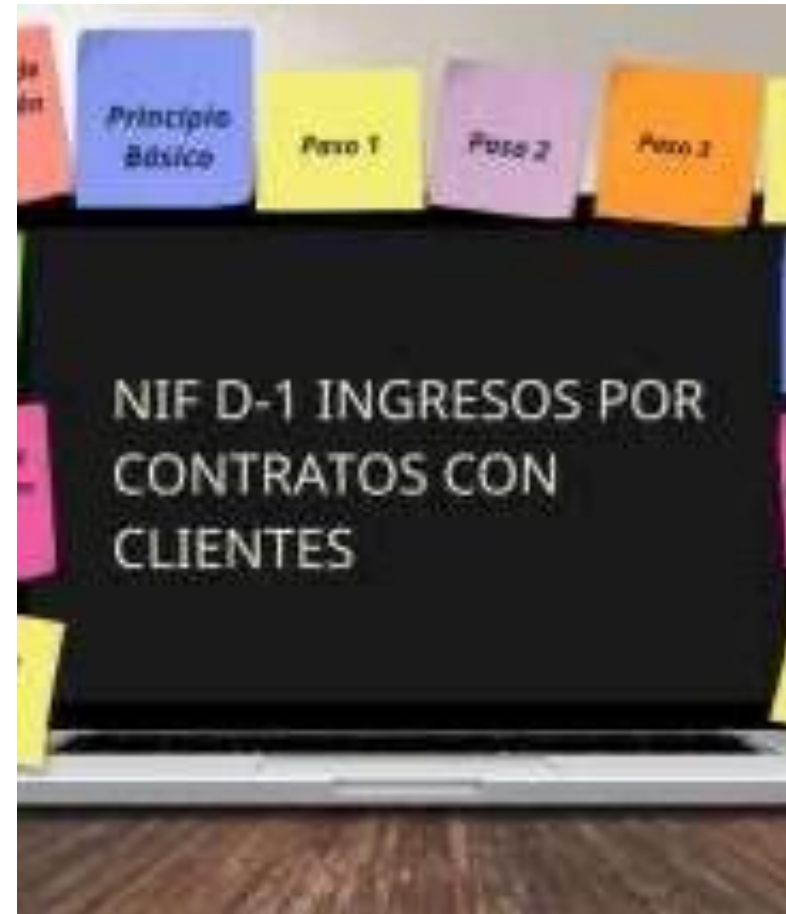 Principio
Básico
Paso 1
Paso 2
Paso 3
NIF D-1 INGRESOS POR
CONTRATOS CON
CLIENTES